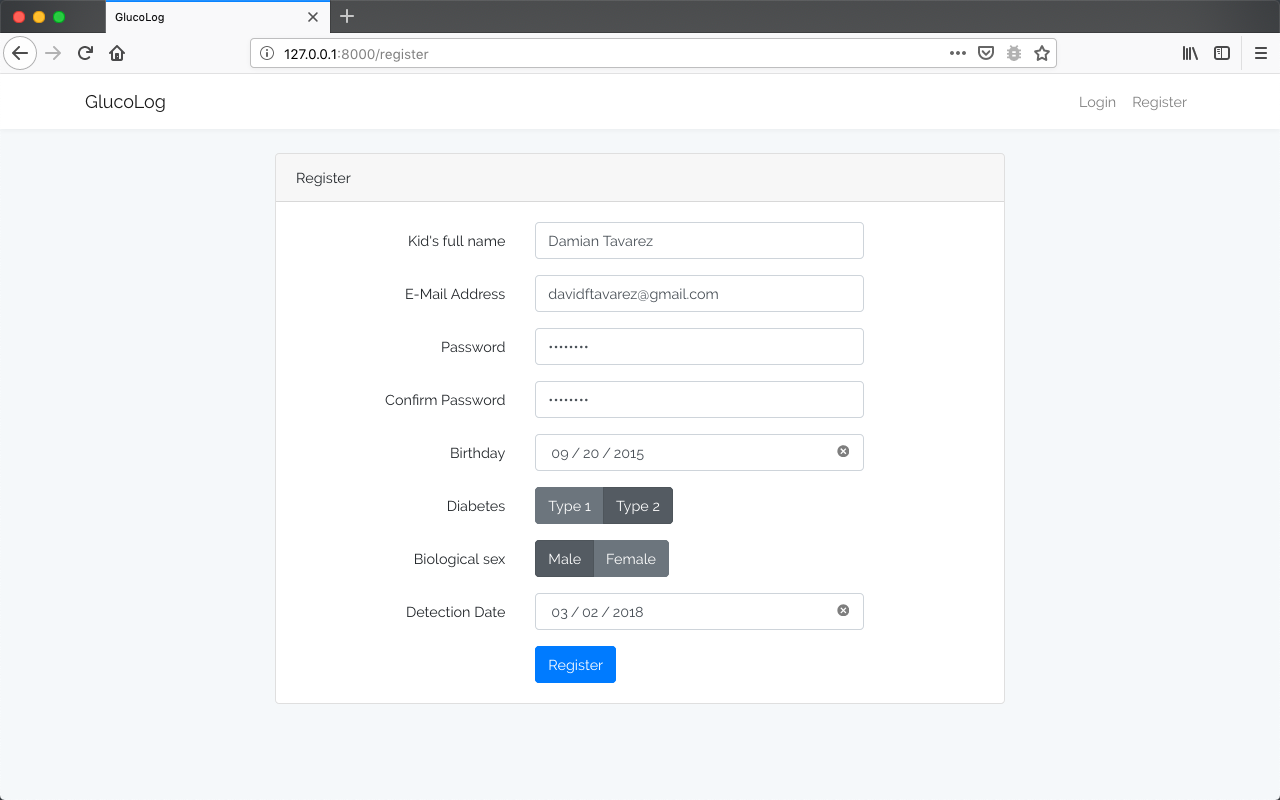 GlucoLog
127.0.0.1:8000/register
GlucoLog Login Register
Register
Kid's full name Damian Tavarez
E-Mail Address davidftavarez@gmail.com
Password ••••••••
Confirm Password ••••••••
Birthday 09 / 20 / 2015
Diabetes Type 1 Type 2
Biological sex Male Female
Detection Date 03 / 02 / 2018
Register